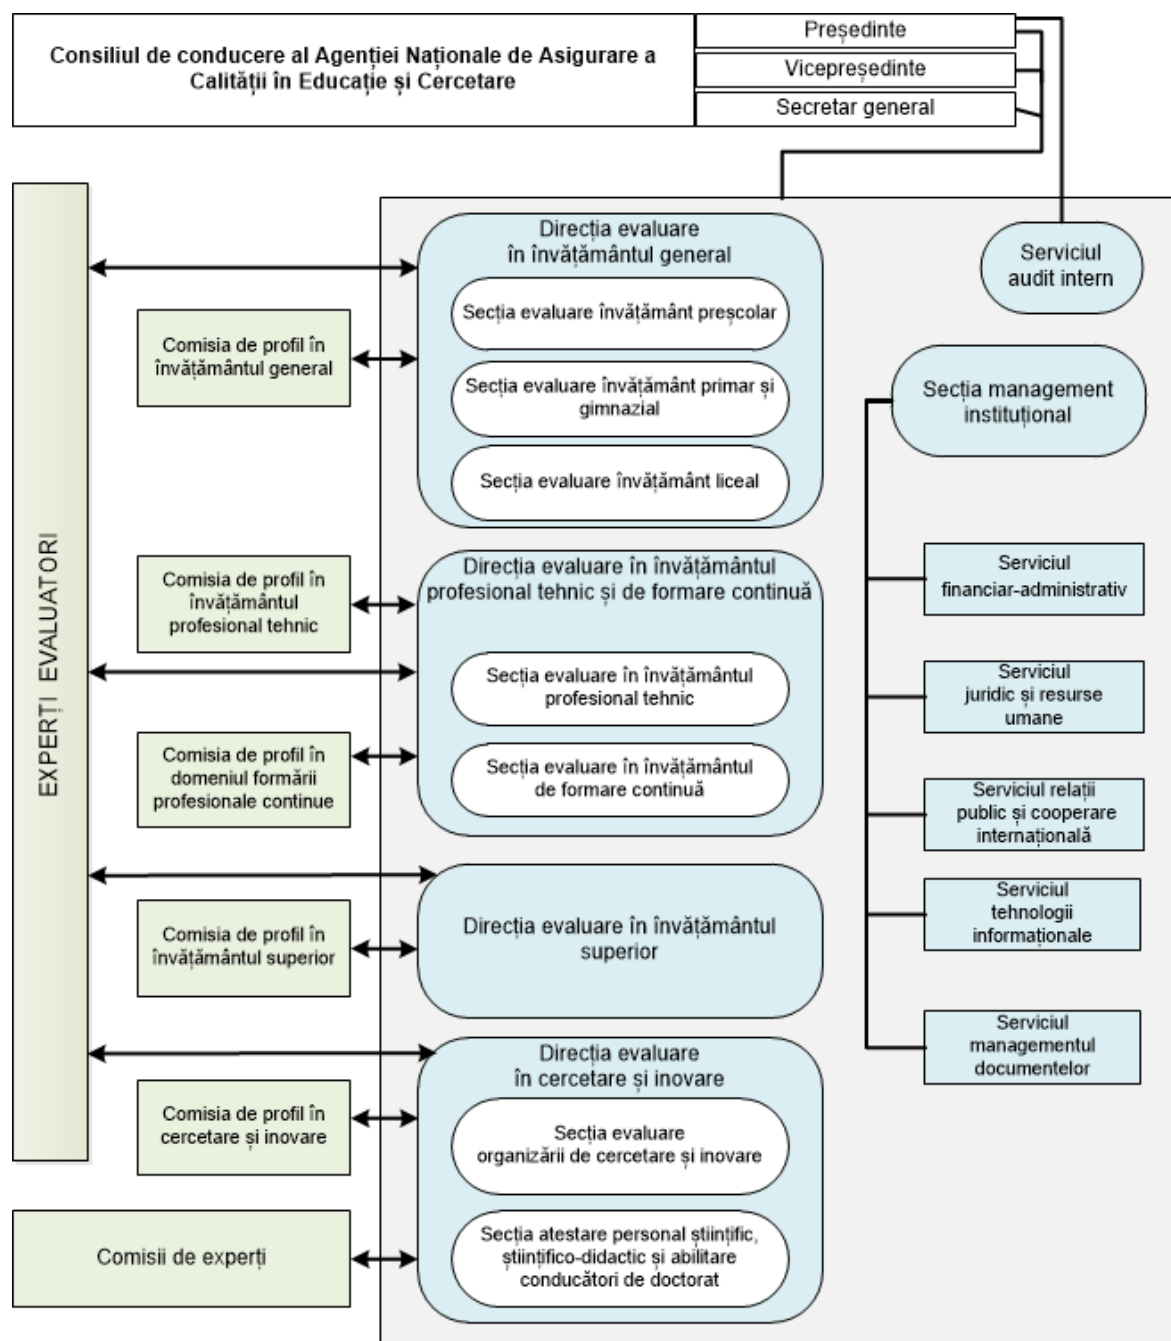 Consiliul de conducere al Agenției Naționale de Asigurare a
Calității în Educație și Cercetare
Președinte
Vicepreședinte
Secretar general
EXPERȚI EVALUATORI
Direcția evaluare
în învățământul general
Secția evaluare învățământ preșcolar
Secția evaluare învățământ primar și
gimnazial
Secția evaluare învățământ liceal
Comisia de profil în
învățământul general
Direcția evaluare în învățământul
profesional tehnic și de formare continuă
Secția evaluare în învățământul
profesional tehnic
Secția evaluare în învățământul
de formare continuă
Comisia de profil în
învățământul
profesional tehnic
Comisia de profil în
domeniul formării
profesionale continue
Direcția evaluare în învățământul
superior
Comisia de profil în
învățământul superior
Direcția evaluare
în cercetare și inovare
Secția evaluare
organizării de cercetare și inovare
Secția atestare personal științific,
științifico-didactic si abilitare
conducători de doctorat
Comisia de profil în
cercetare și inovare
Comisii de experți
Serviciul
audit intern
Secția management
instituțional
Serviciul
financiar-administrativ
Serviciul
juridic și resurse
umane
Serviciul relații
public și cooperare
internațională
Serviciul
tehnologii
informaționale
Serviciul
managementul
documentelor